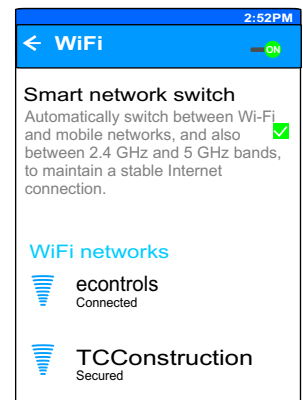 2:52PM
WiFi
ON
Smart network switch
Automatically switch between Wi-Fi
and mobile networks, and also
between 2.4 GHz and 5 GHz bands,
to maintain a stable Internet
connection.
WiFi networks
econtrols
Connected
TCConstruction
Secured